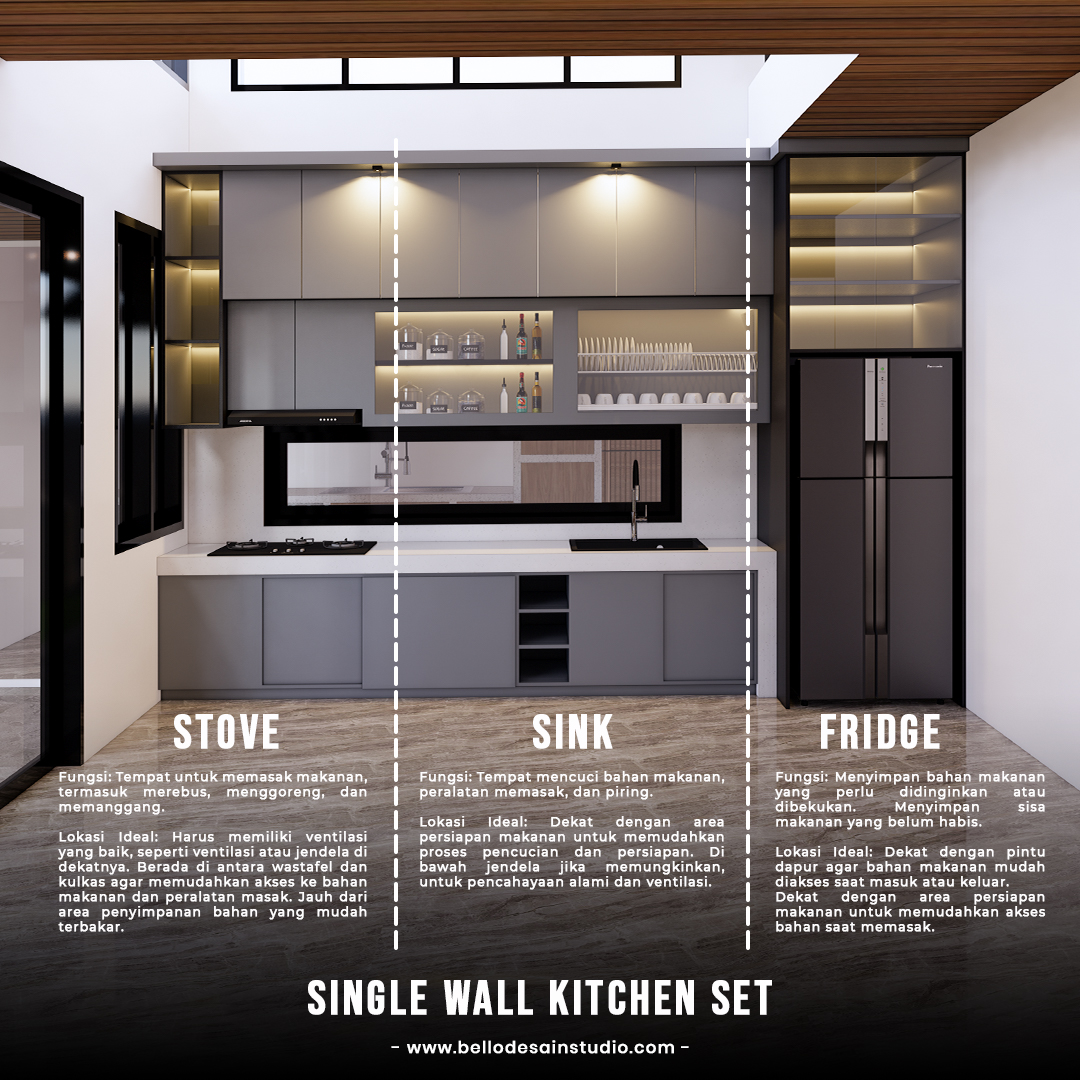 STOVE
Fungsi: Tempat untuk memasak makanan,
termasuk merebus, menggoreng, dan
memanggang.
Lokasi Ideal: Harus memiliki ventilasi
yang baik, seperti ventilasi atau jendela di
dekatnya. Berada di antara wastafel dan
kulkas agar memudahkan akses ke bahan
makanan dan peralatan masak. Jauh dari
area penyimpanan bahan yang mudah
terbakar.
SINK
Fungsi: Tempat mencuci bahan makanan,
peralatan memasak, dan piring.
Lokasi Ideal: Dekat dengan area
persiapan makanan untuk memudahkan
proses pencucian dan persiapan. Di
bawah jendela jika memungkinkan,
untuk pencahayaan alami dan ventilasi.
FRIDGE
Fungsi: Menyimpan bahan makanan
yang perlu didinginkan atau
dibekukan. Menyimpan sisa
makanan yang belum habis.
Lokasi Ideal: Dekat dengan pintu
dapur agar bahan makanan mudah
diakses saat masuk atau keluar.
Dekat dengan area persiapan
makanan untuk memudahkan akses
bahan saat memasak.
SINGLE WALL KITCHEN SET
- www.bellodesainstudio.com -